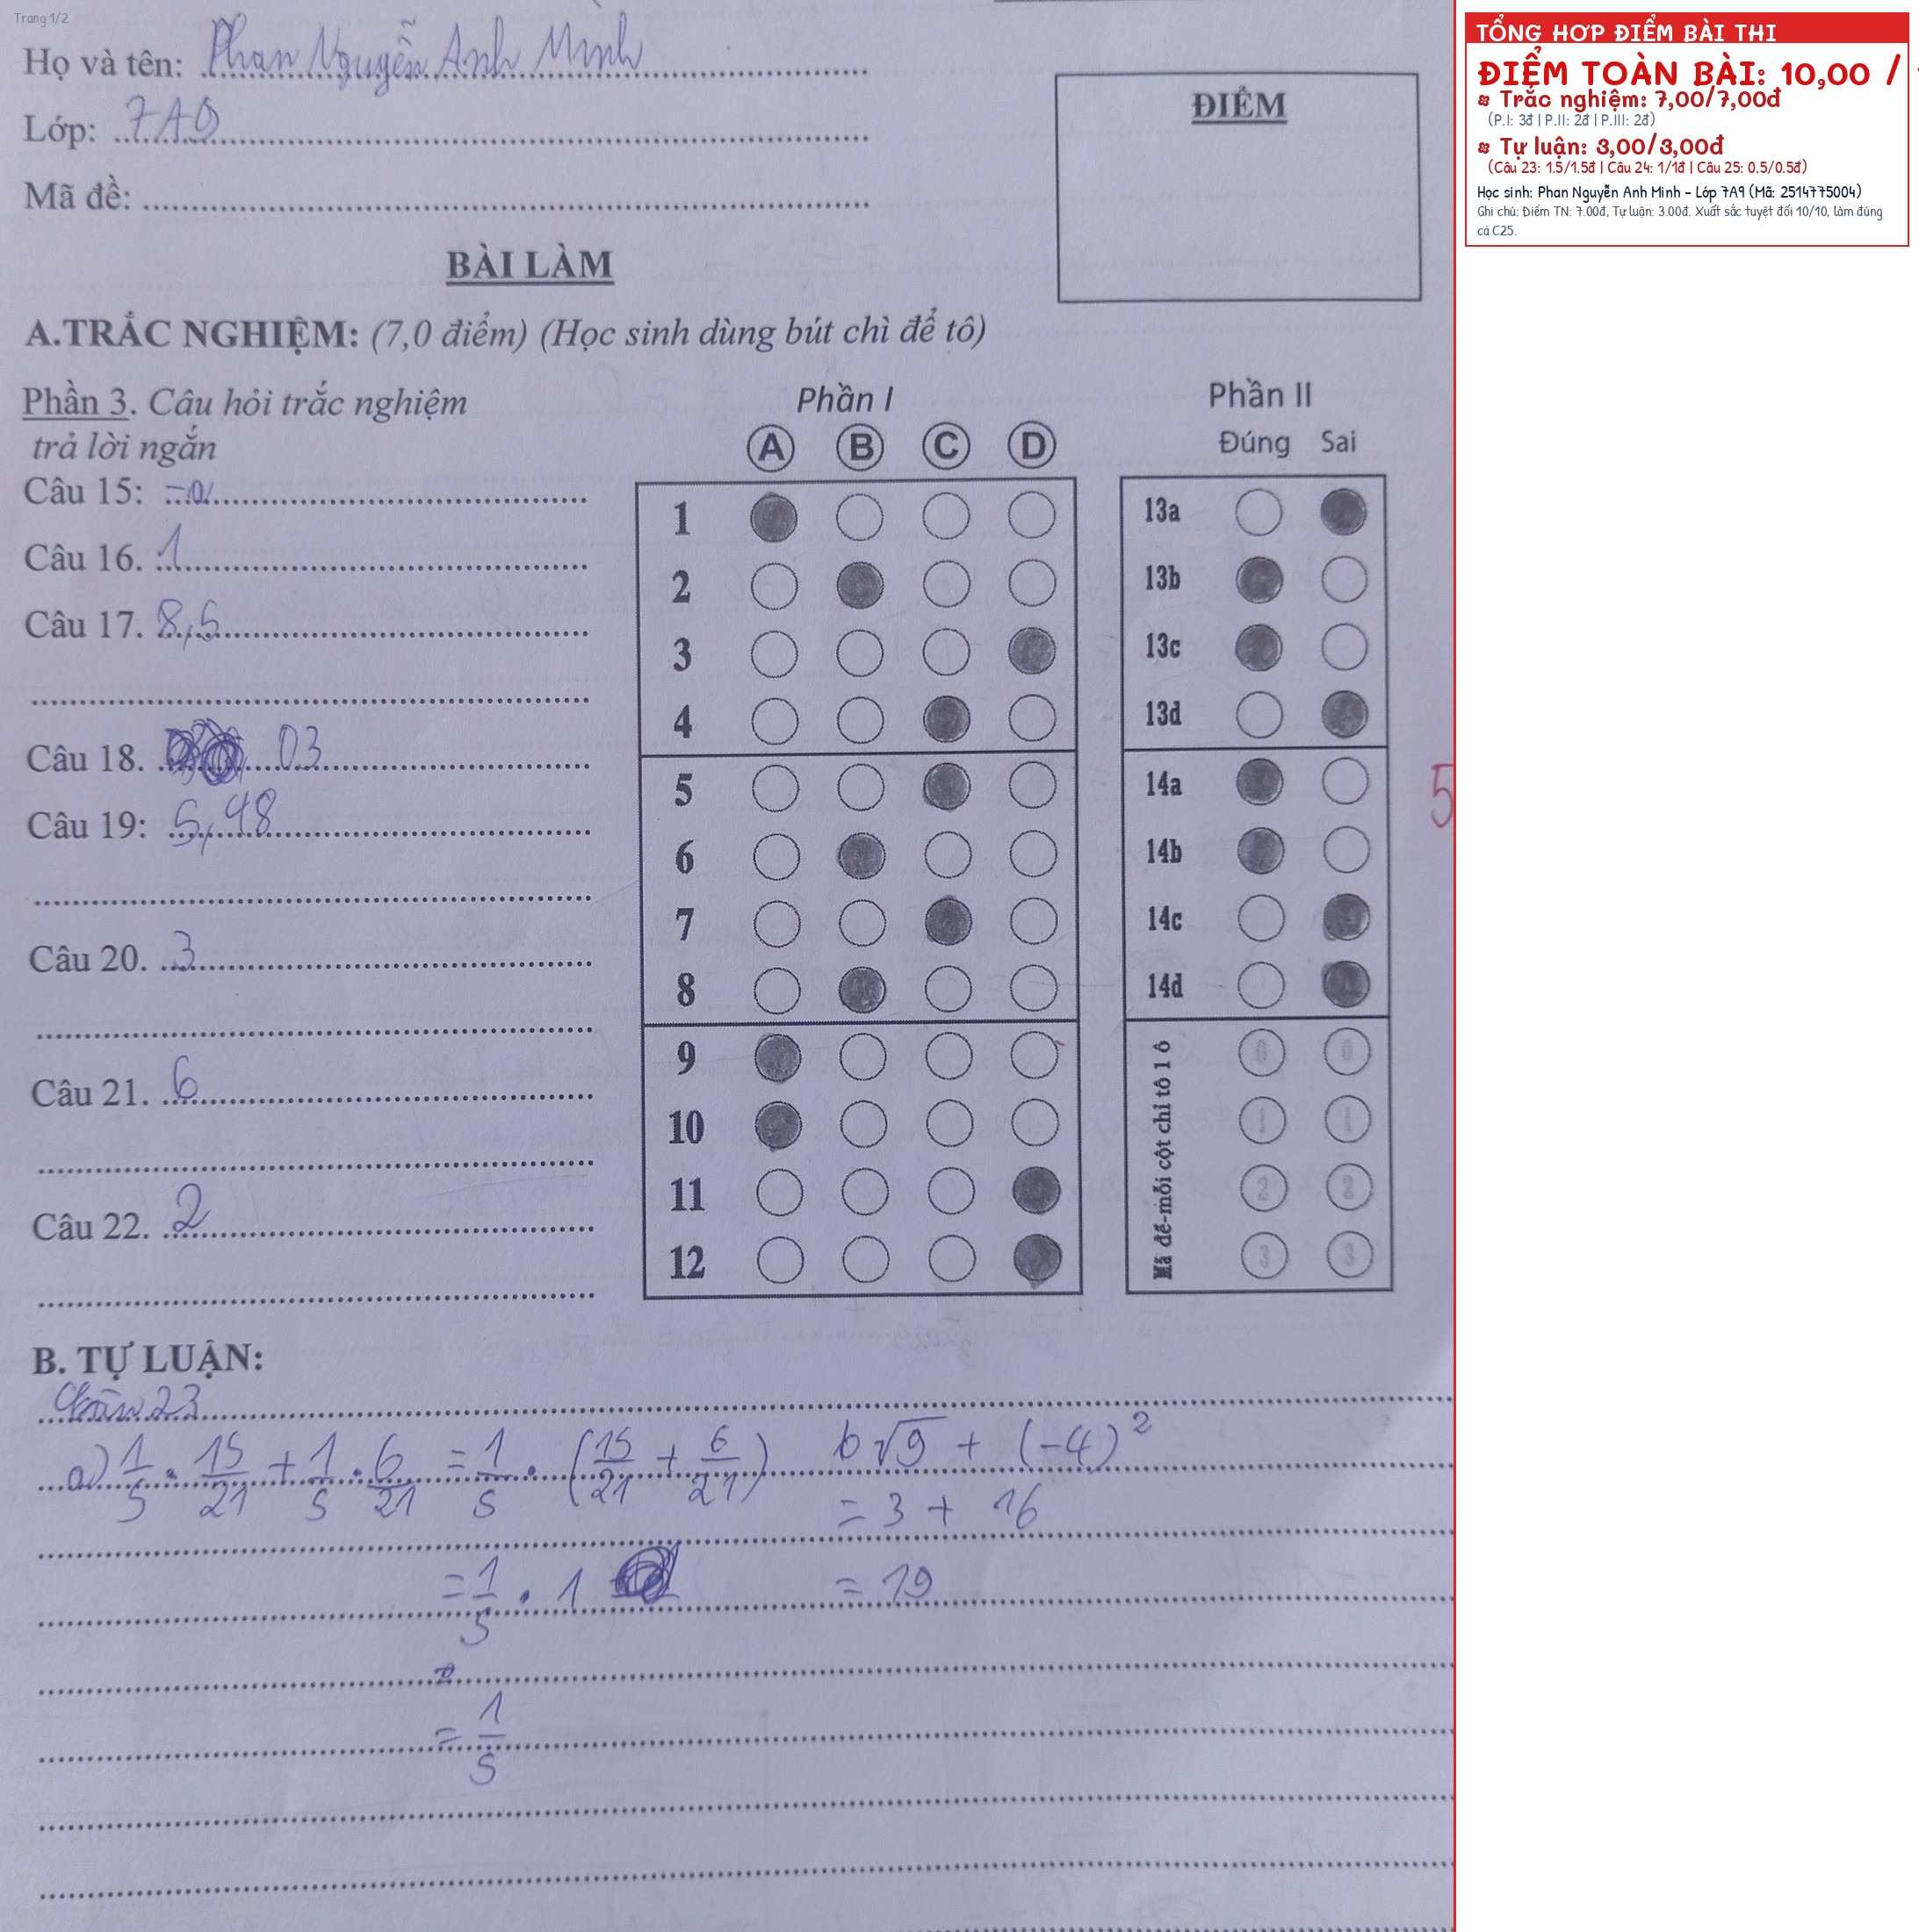 Trang 1/2
Họ và tên: Phan Nguyễn Anh Minh
Lớp: 7A9
Mã đề:
ĐIỂM
BÀI LÀM
A.TRẮC NGHIỆM: (7,0 điểm) (Học sinh dùng bút chì để tô)
Phần 3. Câu hỏi trắc nghiệm
trả lời ngắn
Câu 15: -a
Câu 16. 1
Câu 17. 8,5
Câu 18. 03
Câu 19: 5,48
Câu 20. 3
Câu 21. 6
Câu 22. 2
Phần I
A B C D
1
2
3
4
5
6
7
8
9
10
11
12
Phần II
Đúng Sai
13a
13b
13c
13d
14a
14b
14c
14d
Mã đề-mỗi cột chỉ tô 1 ô
0 0
1 1
2 2
3 3
5
B. TỰ LUẬN:
Câu 23
a) 1/5 . 15/21 + 1/5 . 6/21 = 1/5 . (15/21 + 6/21)
= 1/5 . 1
= 1/5
b √9 + (-4)²
= 3 + 16
= 19
TỔNG HỢP ĐIỂM BÀI THI
ĐIỂM TOÀN BÀI: 10,00 /
Trắc nghiệm: 7,00/7,00đ
(P.I: 3đ | P.II: 2đ | P.III: 2đ)
Tự luận: 3,00/3,00đ
(Câu 23: 1.5/1.5đ | Câu 24: 1/1đ | Câu 25: 0.5/0.5đ)
Học sinh: Phan Nguyễn Anh Minh - Lớp 7A9 (Mã: 2514775004)
Ghi chú: Điểm TN: 7.00đ, Tự luận: 3.00đ. Xuất sắc tuyệt đối 10/10, làm đúng
cả C25.